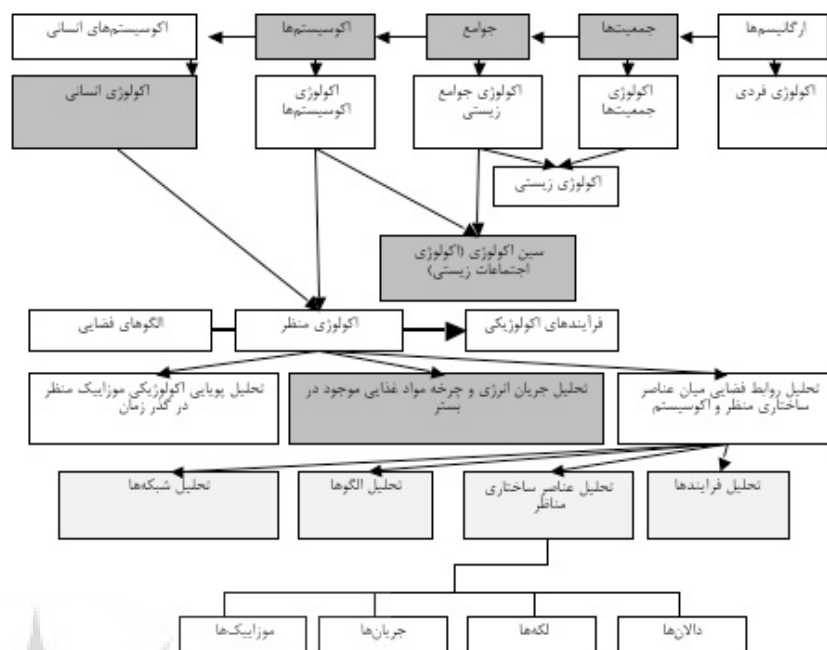 ارگانیسم‌ها
جمعیت‌ها
جوامع
اکوسیستم‌ها
اکوسیستم‌های انسانی
اکولوژی فردی
اکولوژی
جمعیت‌ها
اکولوژی جوامع
زیستی
اکولوژی
اکوسیستم‌ها
اکولوژی انسانی
اکولوژی زیستی
سین اکولوژی (اکولوژی
اجتماعات زیستی)
فرآیندهای اکولوژیکی
اکولوژی منظر
الگوهای فضایی
تحلیل روابط فضایی میان عناصر
ساختاری منظر و اکوسیستم
تحلیل جریان انرژی و چرخه مواد غذایی موجود در
بستر
تحلیل پویایی اکولوژیکی موزاییک منظر
در گذر زمان
تحلیل فرایندها
تحلیل عناصر ساختاری
مناظر
تحلیل الگوها
تحلیل شبکه‌ها
دالان‌ها
لکه‌ها
جریان‌ها
موزاییک‌ها